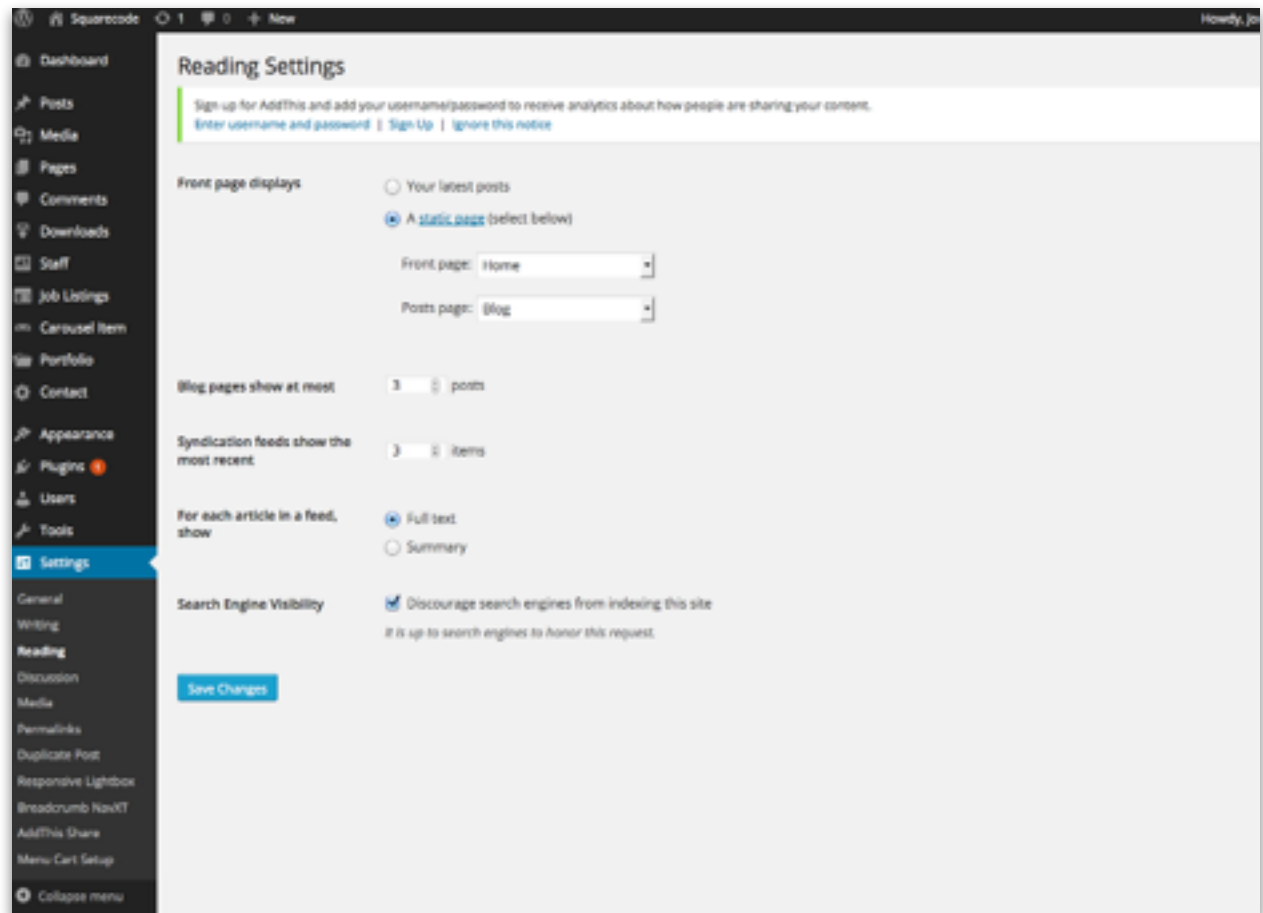 Squarecode 1 0 + New Howdy, Jo
Dashboard
Posts
Media
Pages
Comments
Downloads
Staff
Job Listings
Carousel Item
Portfolio
Contact
Appearance
Plugins 1
Users
Tools
Settings
General
Writing
Reading
Discussion
Media
Permalinks
Duplicate Post
Responsive Lightbox
Breadcrumb NavXT
AddThis Share
Menu Cart Setup
Collapse menu
Reading Settings
Sign up for AddThis and add your username/password to receive analytics about how people are sharing your content.
Enter username and password | Sign Up | Ignore this notice
Front page displays
Your latest posts
A static page (select below)
Front page: Home
Posts page: Blog
Blog pages show at most 3 posts
Syndication feeds show the
most recent
3 items
For each article in a feed,
show
Full text
Summary
Search Engine Visibility
Discourage search engines from indexing this site
It is up to search engines to honor this request.
Save Changes